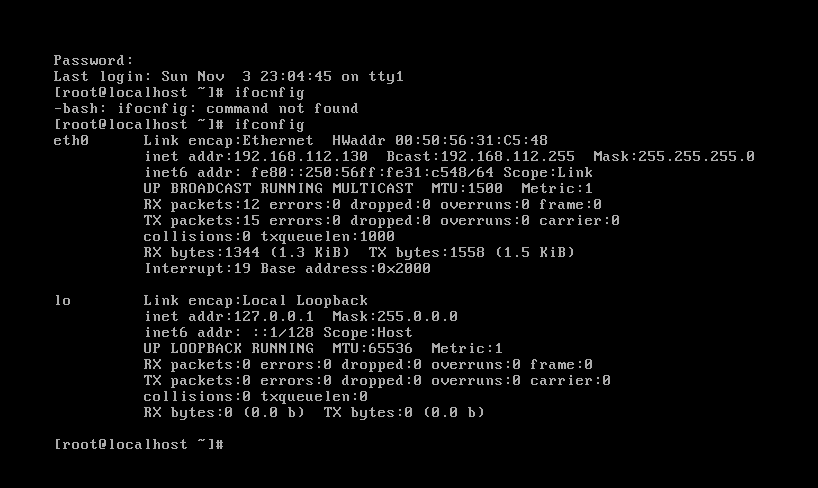 Password:
Last login: Sun Nov  3 23:04:45 on tty1
[root@localhost ~]# ifocnfig
-bash: ifocnfig: command not found
[root@localhost ~]# ifconfig
eth0      Link encap:Ethernet  HWaddr 00:50:56:31:C5:48
          inet addr:192.168.112.130  Bcast:192.168.112.255  Mask:255.255.255.0
          inet6 addr: fe80::250:56ff:fe31:c548/64 Scope:Link
          UP BROADCAST RUNNING MULTICAST  MTU:1500  Metric:1
          RX packets:12 errors:0 dropped:0 overruns:0 frame:0
          TX packets:15 errors:0 dropped:0 overruns:0 carrier:0
          collisions:0 txqueuelen:1000
          RX bytes:1344 (1.3 KiB)  TX bytes:1558 (1.5 KiB)
          Interrupt:19 Base address:0x2000
lo        Link encap:Local Loopback
          inet addr:127.0.0.1  Mask:255.0.0.0
          inet6 addr: ::1/128 Scope:Host
          UP LOOPBACK RUNNING  MTU:65536  Metric:1
          RX packets:0 errors:0 dropped:0 overruns:0 frame:0
          TX packets:0 errors:0 dropped:0 overruns:0 carrier:0
          collisions:0 txqueuelen:0
          RX bytes:0 (0.0 b)  TX bytes:0 (0.0 b)
[root@localhost ~]#